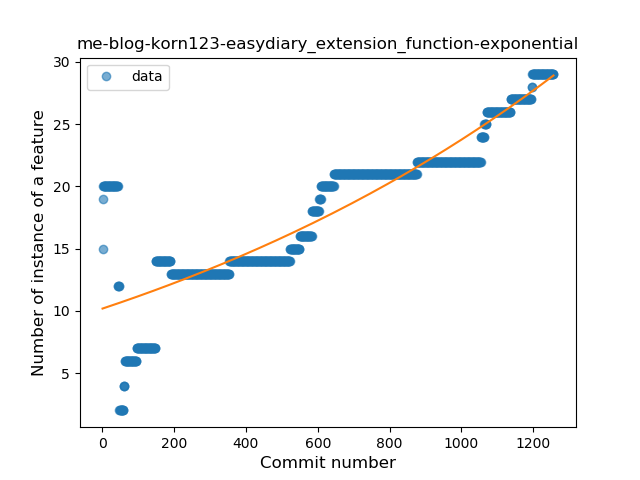 me-blog-korn123-easydiary_extension_function-exponential
data
Number of instance of a feature
30
25
20
15
10
5
0 200 400 600 800 1000 1200
Commit number